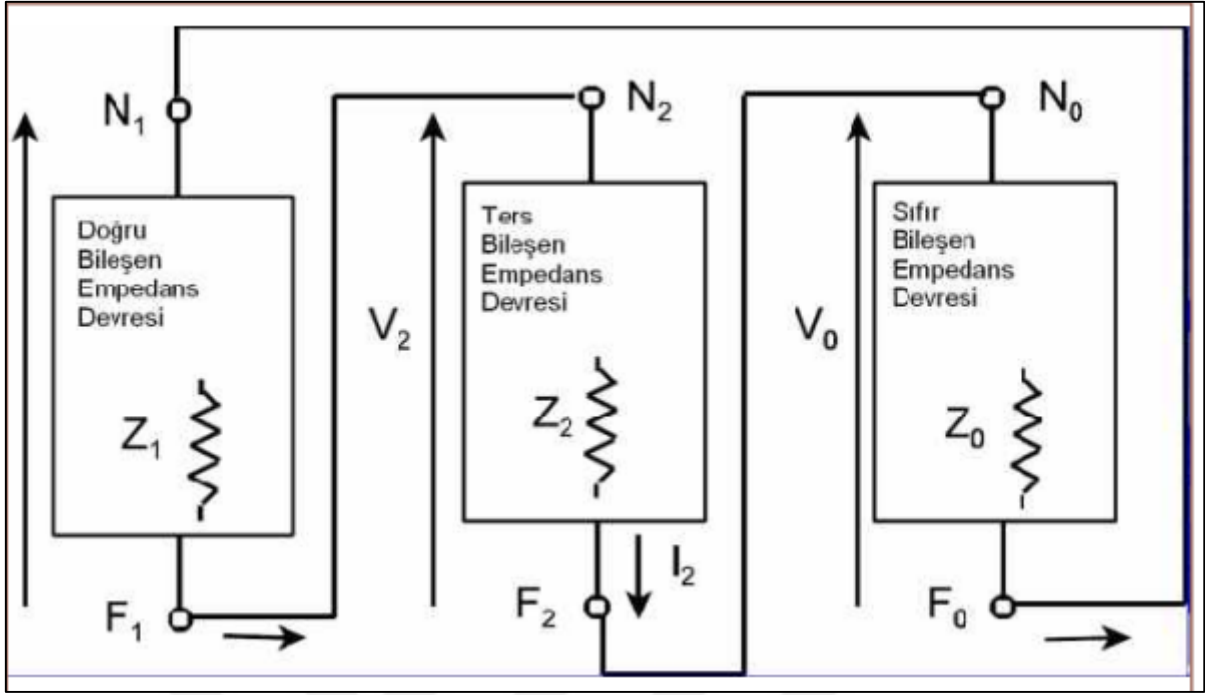 N₁
N₂
N₀
Doğru
Bileşen
Empedans
Devresi
Z₁
F₁
V₂
Ters
Bileşen
Empedans
Devresi
Z₂
I₂
F₂
V₀
Sıfır
Bileşen
Empedans
Devresi
Z₀
F₀